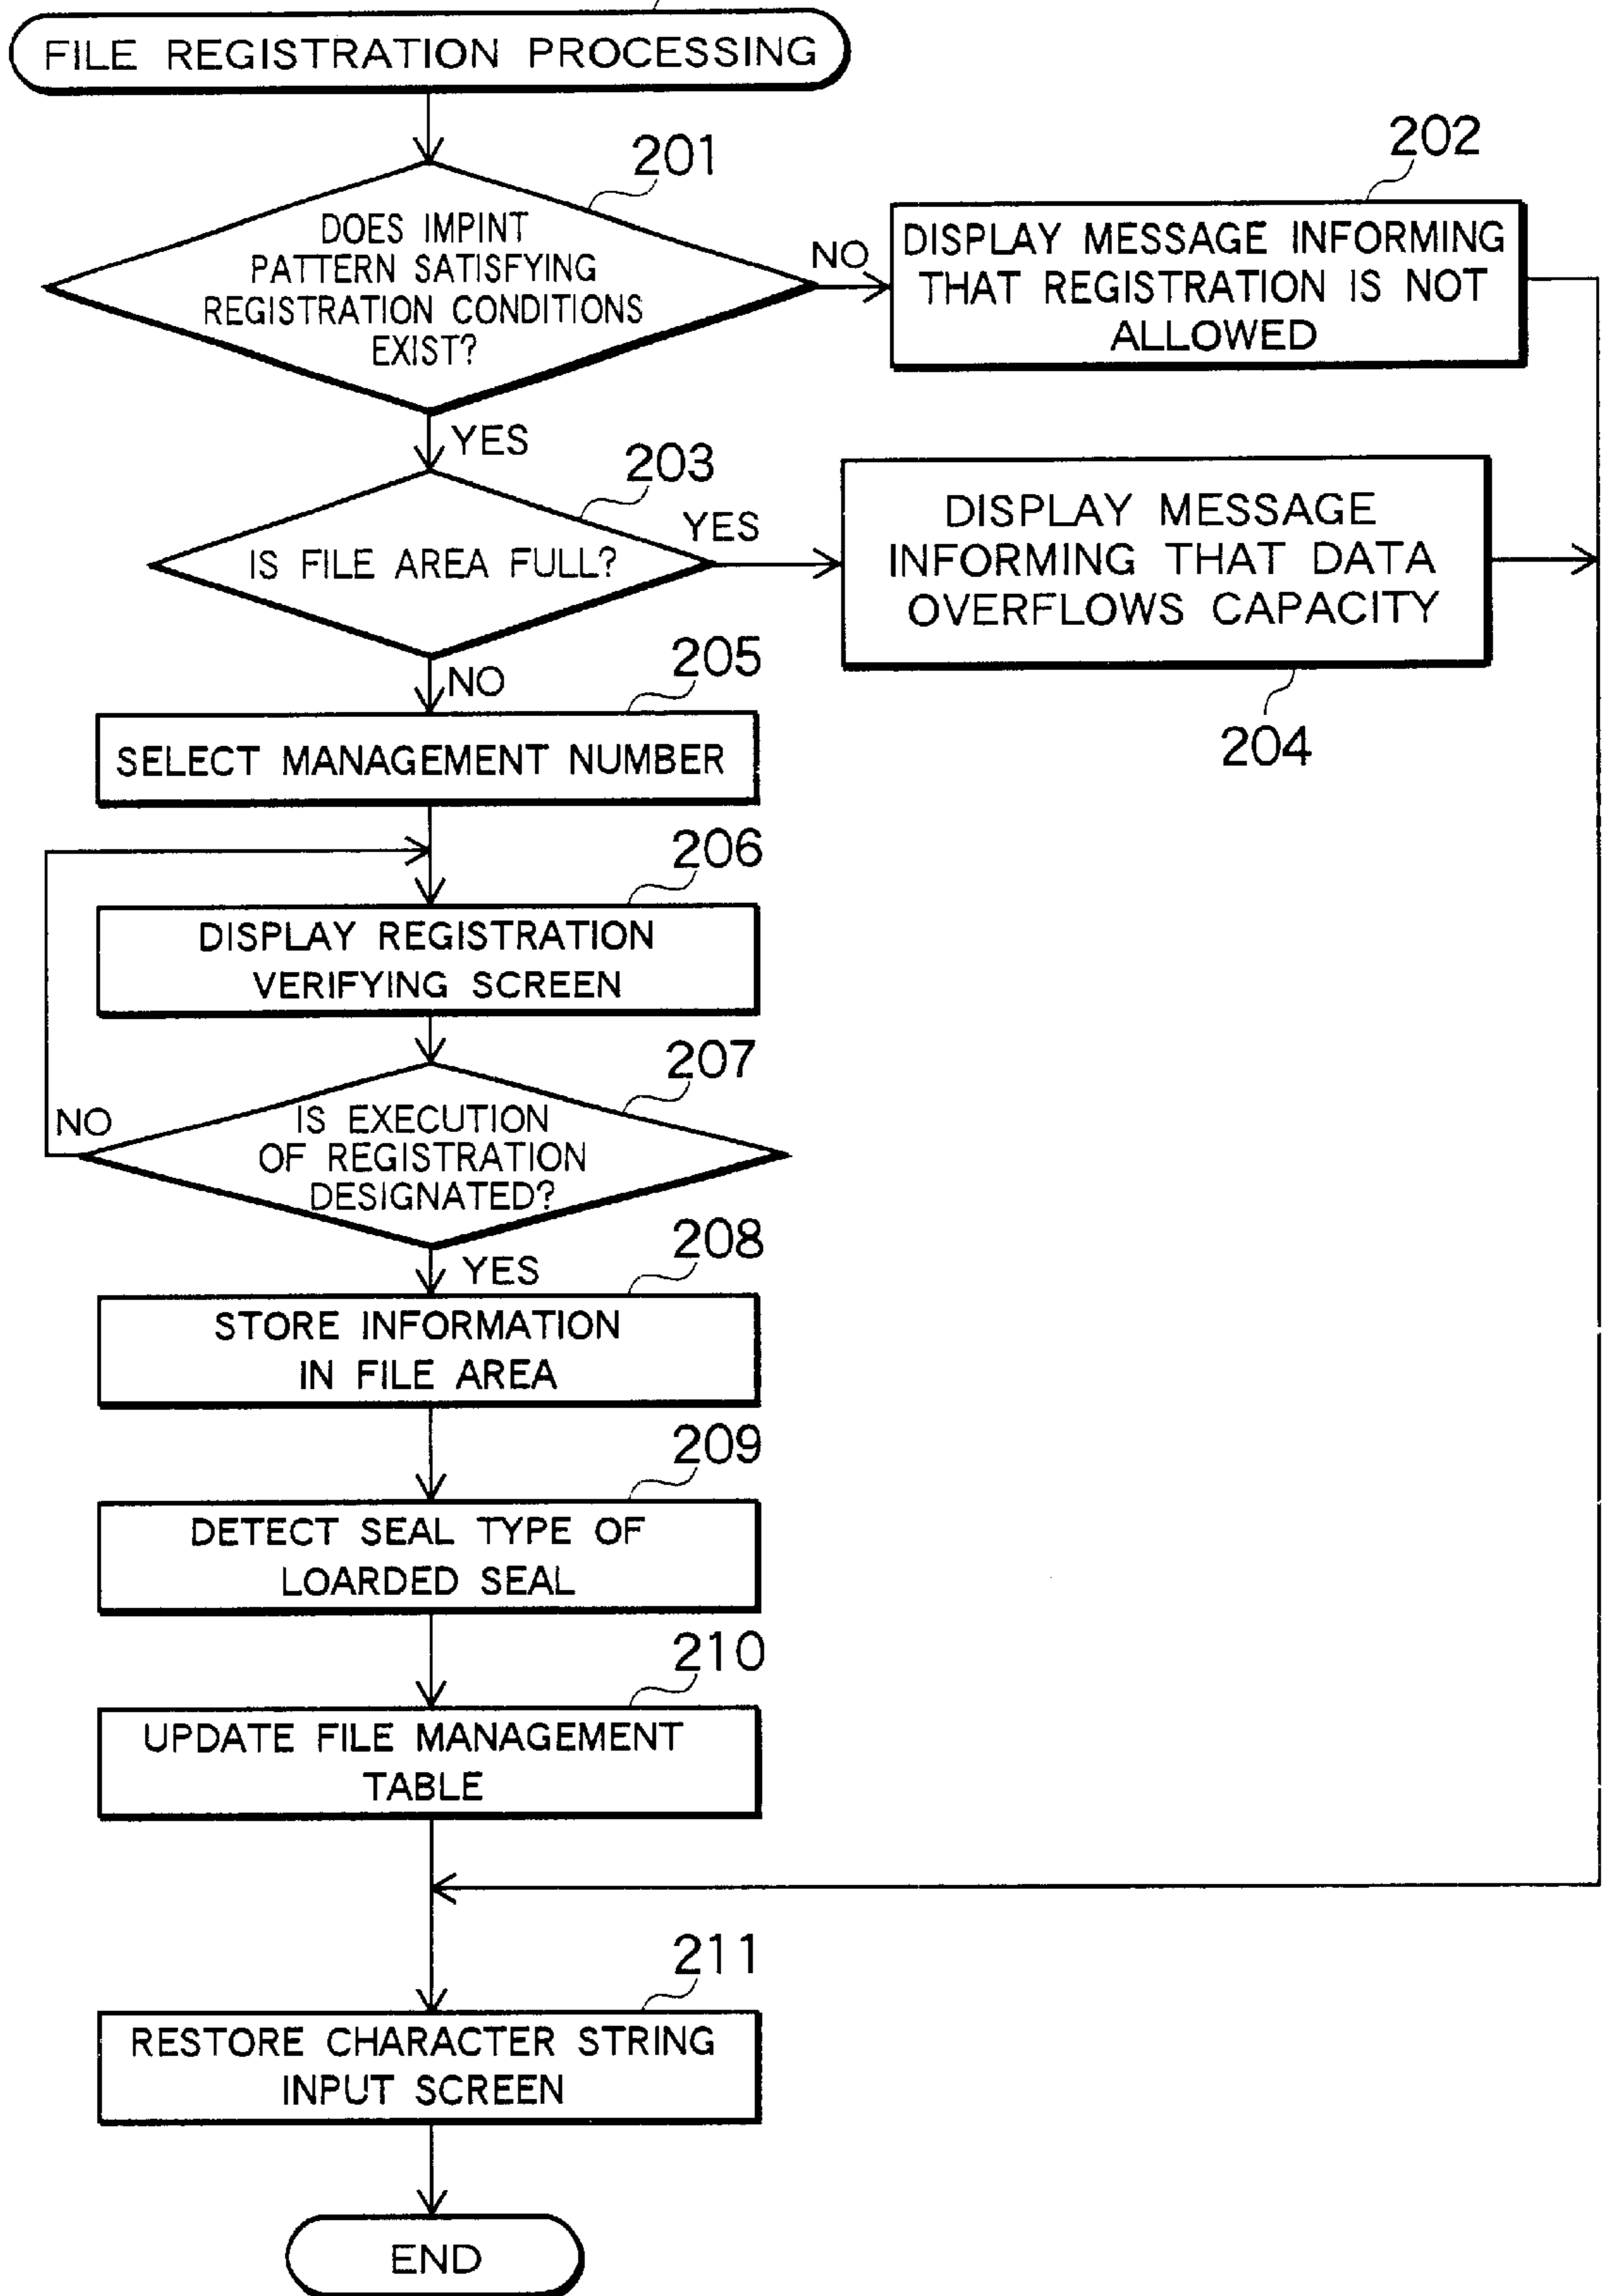 FILE REGISTRATION PROCESSING
201
DOES IMPINT
PATTERN SATISFYING
REGISTRATION CONDITIONS
EXIST?
NO
202
DISPLAY MESSAGE INFORMING
THAT REGISTRATION IS NOT
ALLOWED
YES
203
IS FILE AREA FULL?
YES
DISPLAY MESSAGE
INFORMING THAT DATA
OVERFLOWS CAPACITY
204
NO
205
SELECT MANAGEMENT NUMBER
206
DISPLAY REGISTRATION
VERIFYING SCREEN
207
IS EXECUTION
OF REGISTRATION
DESIGNATED?
NO
YES
208
STORE INFORMATION
IN FILE AREA
209
DETECT SEAL TYPE OF
LOARDED SEAL
210
UPDATE FILE MANAGEMENT
TABLE
211
RESTORE CHARACTER STRING
INPUT SCREEN
END